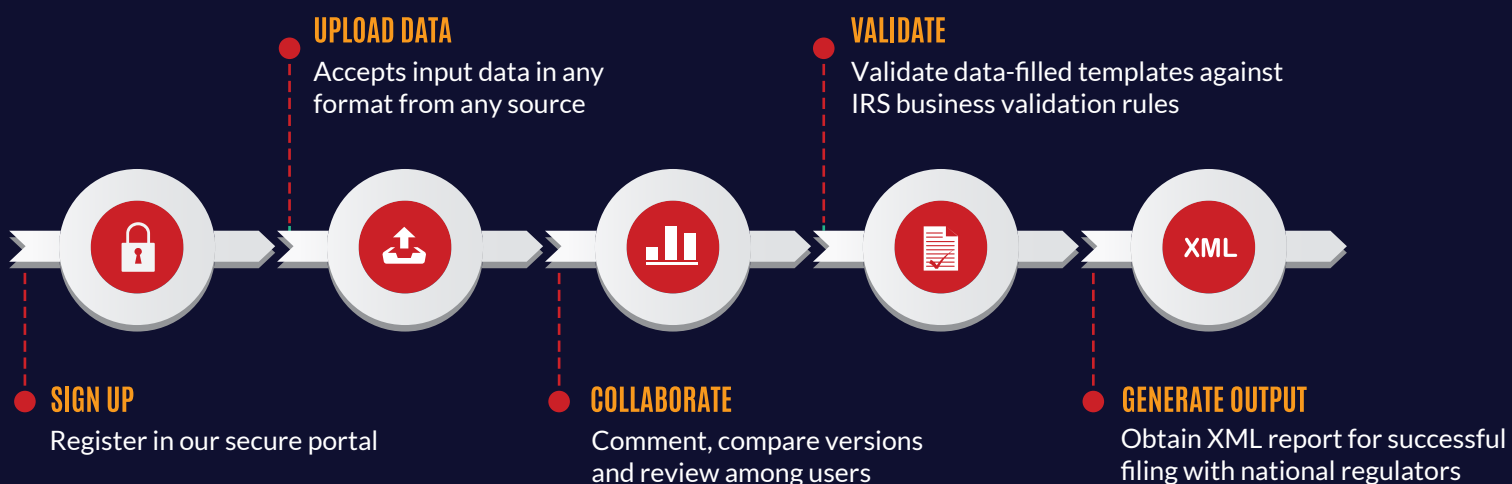 UPLOAD DATA
Accepts input data in any
format from any source
VALIDATE
Validate data-filled templates against
IRS business validation rules
XML
SIGN UP
Register in our secure portal
COLLABORATE
Comment, compare versions
and review among users
GENERATE OUTPUT
Obtain XML report for successful
filing with national regulators